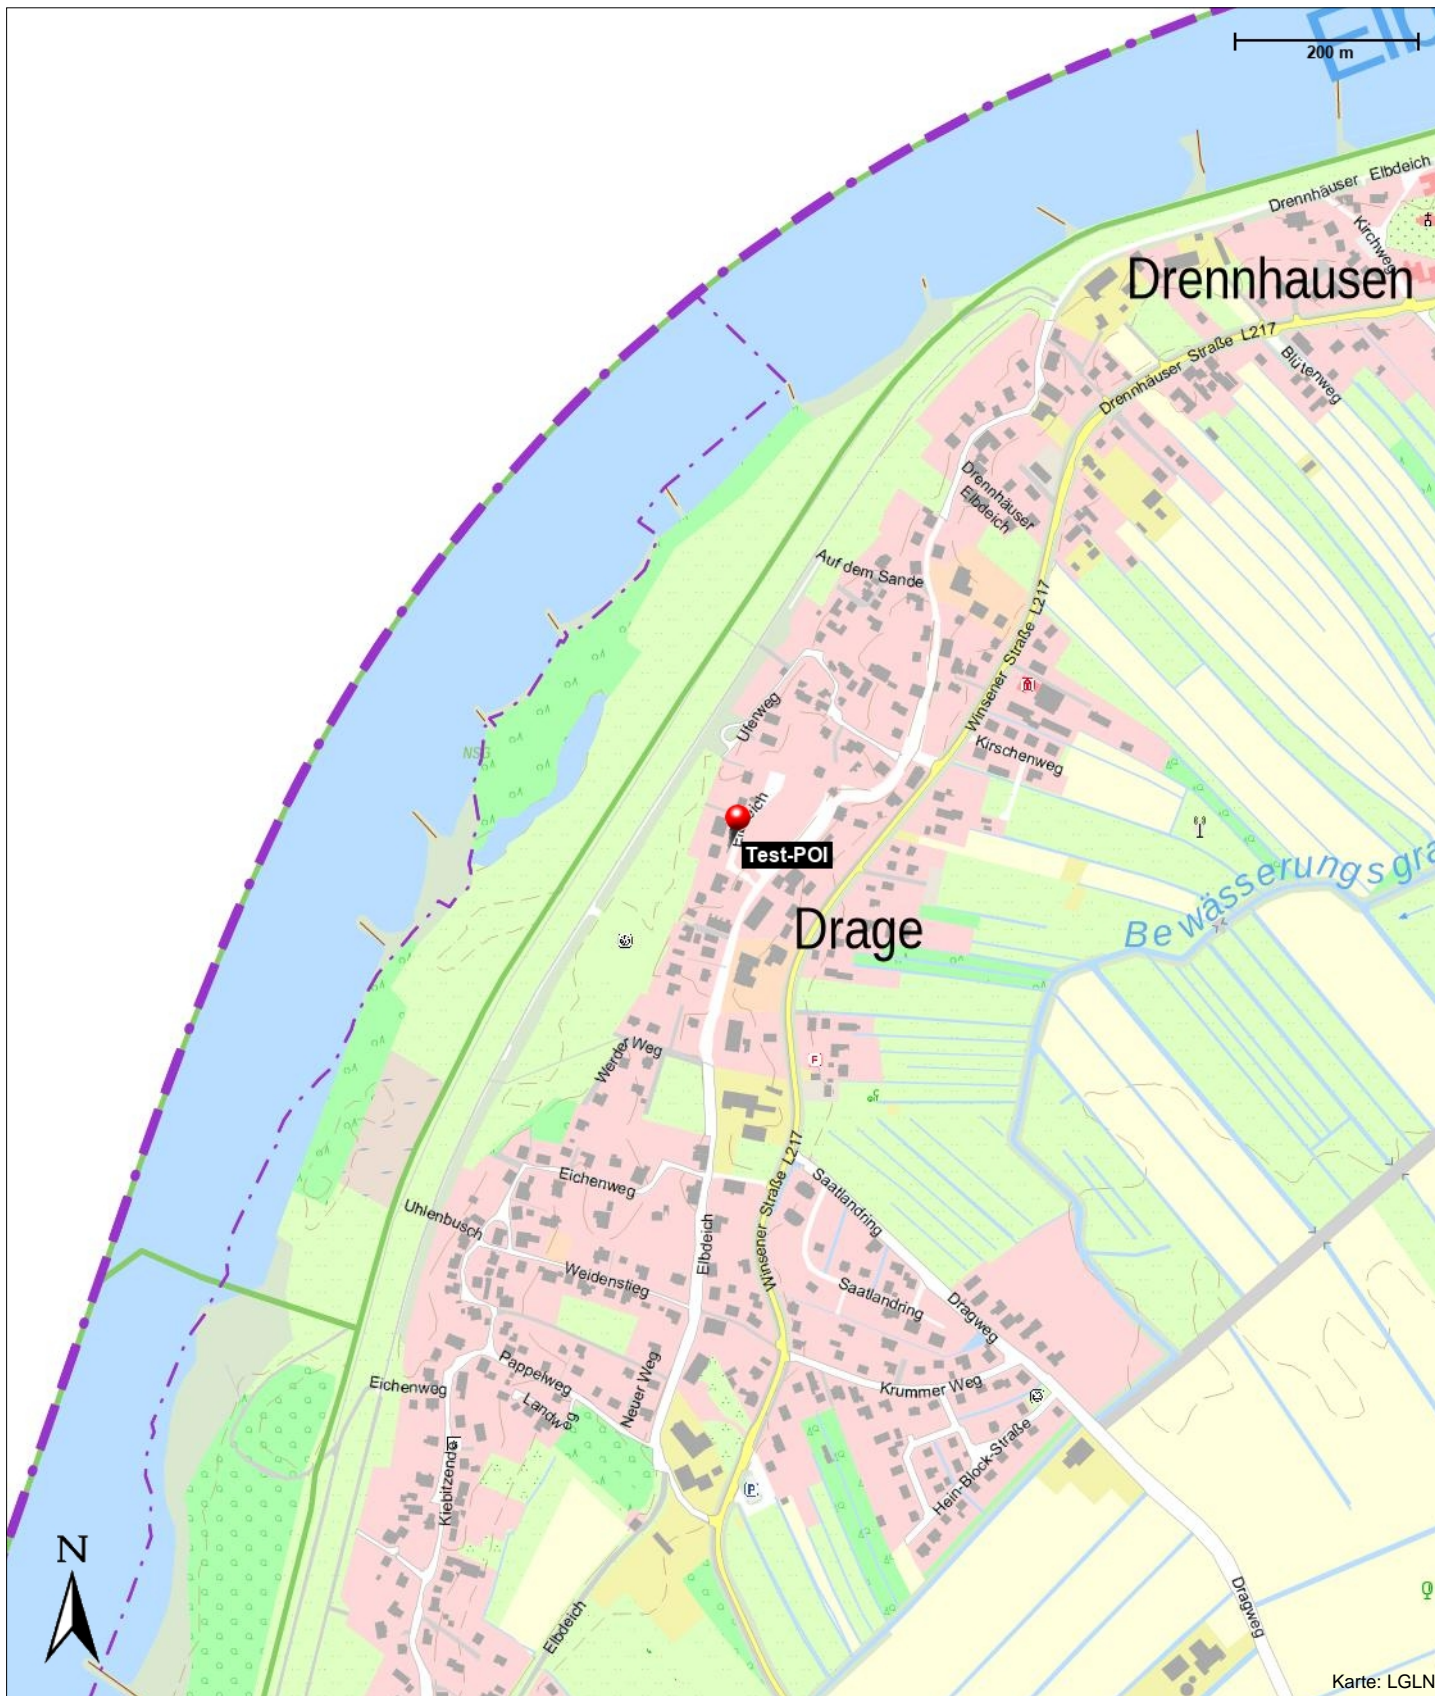 Elb
200 m
Drennhäuser Elbdeich
Kirchweg
Drennhausen
Drennhäuser Straße L217
Blütenweg
Drennhäuser
Elbdeich
Auf dem Sande
Winsener Straße L217
Uferweg
Kirschenweg
NSG
Test-POI
Bewässerungsgra
Drage
Werder Weg
F
Winsener Straße L217
Eichenweg
Saatlandring
Uhlenbusch
Elbdeich
Weidenstieg
Saatlandring
Dragweg
Pappelweg
Eichenweg
Neuer Weg
Krummer Weg
Landweg
Hein-Block-Straße
Kiebitzende
P
N
Elbdeich
Dragweg
Karte: LGLN